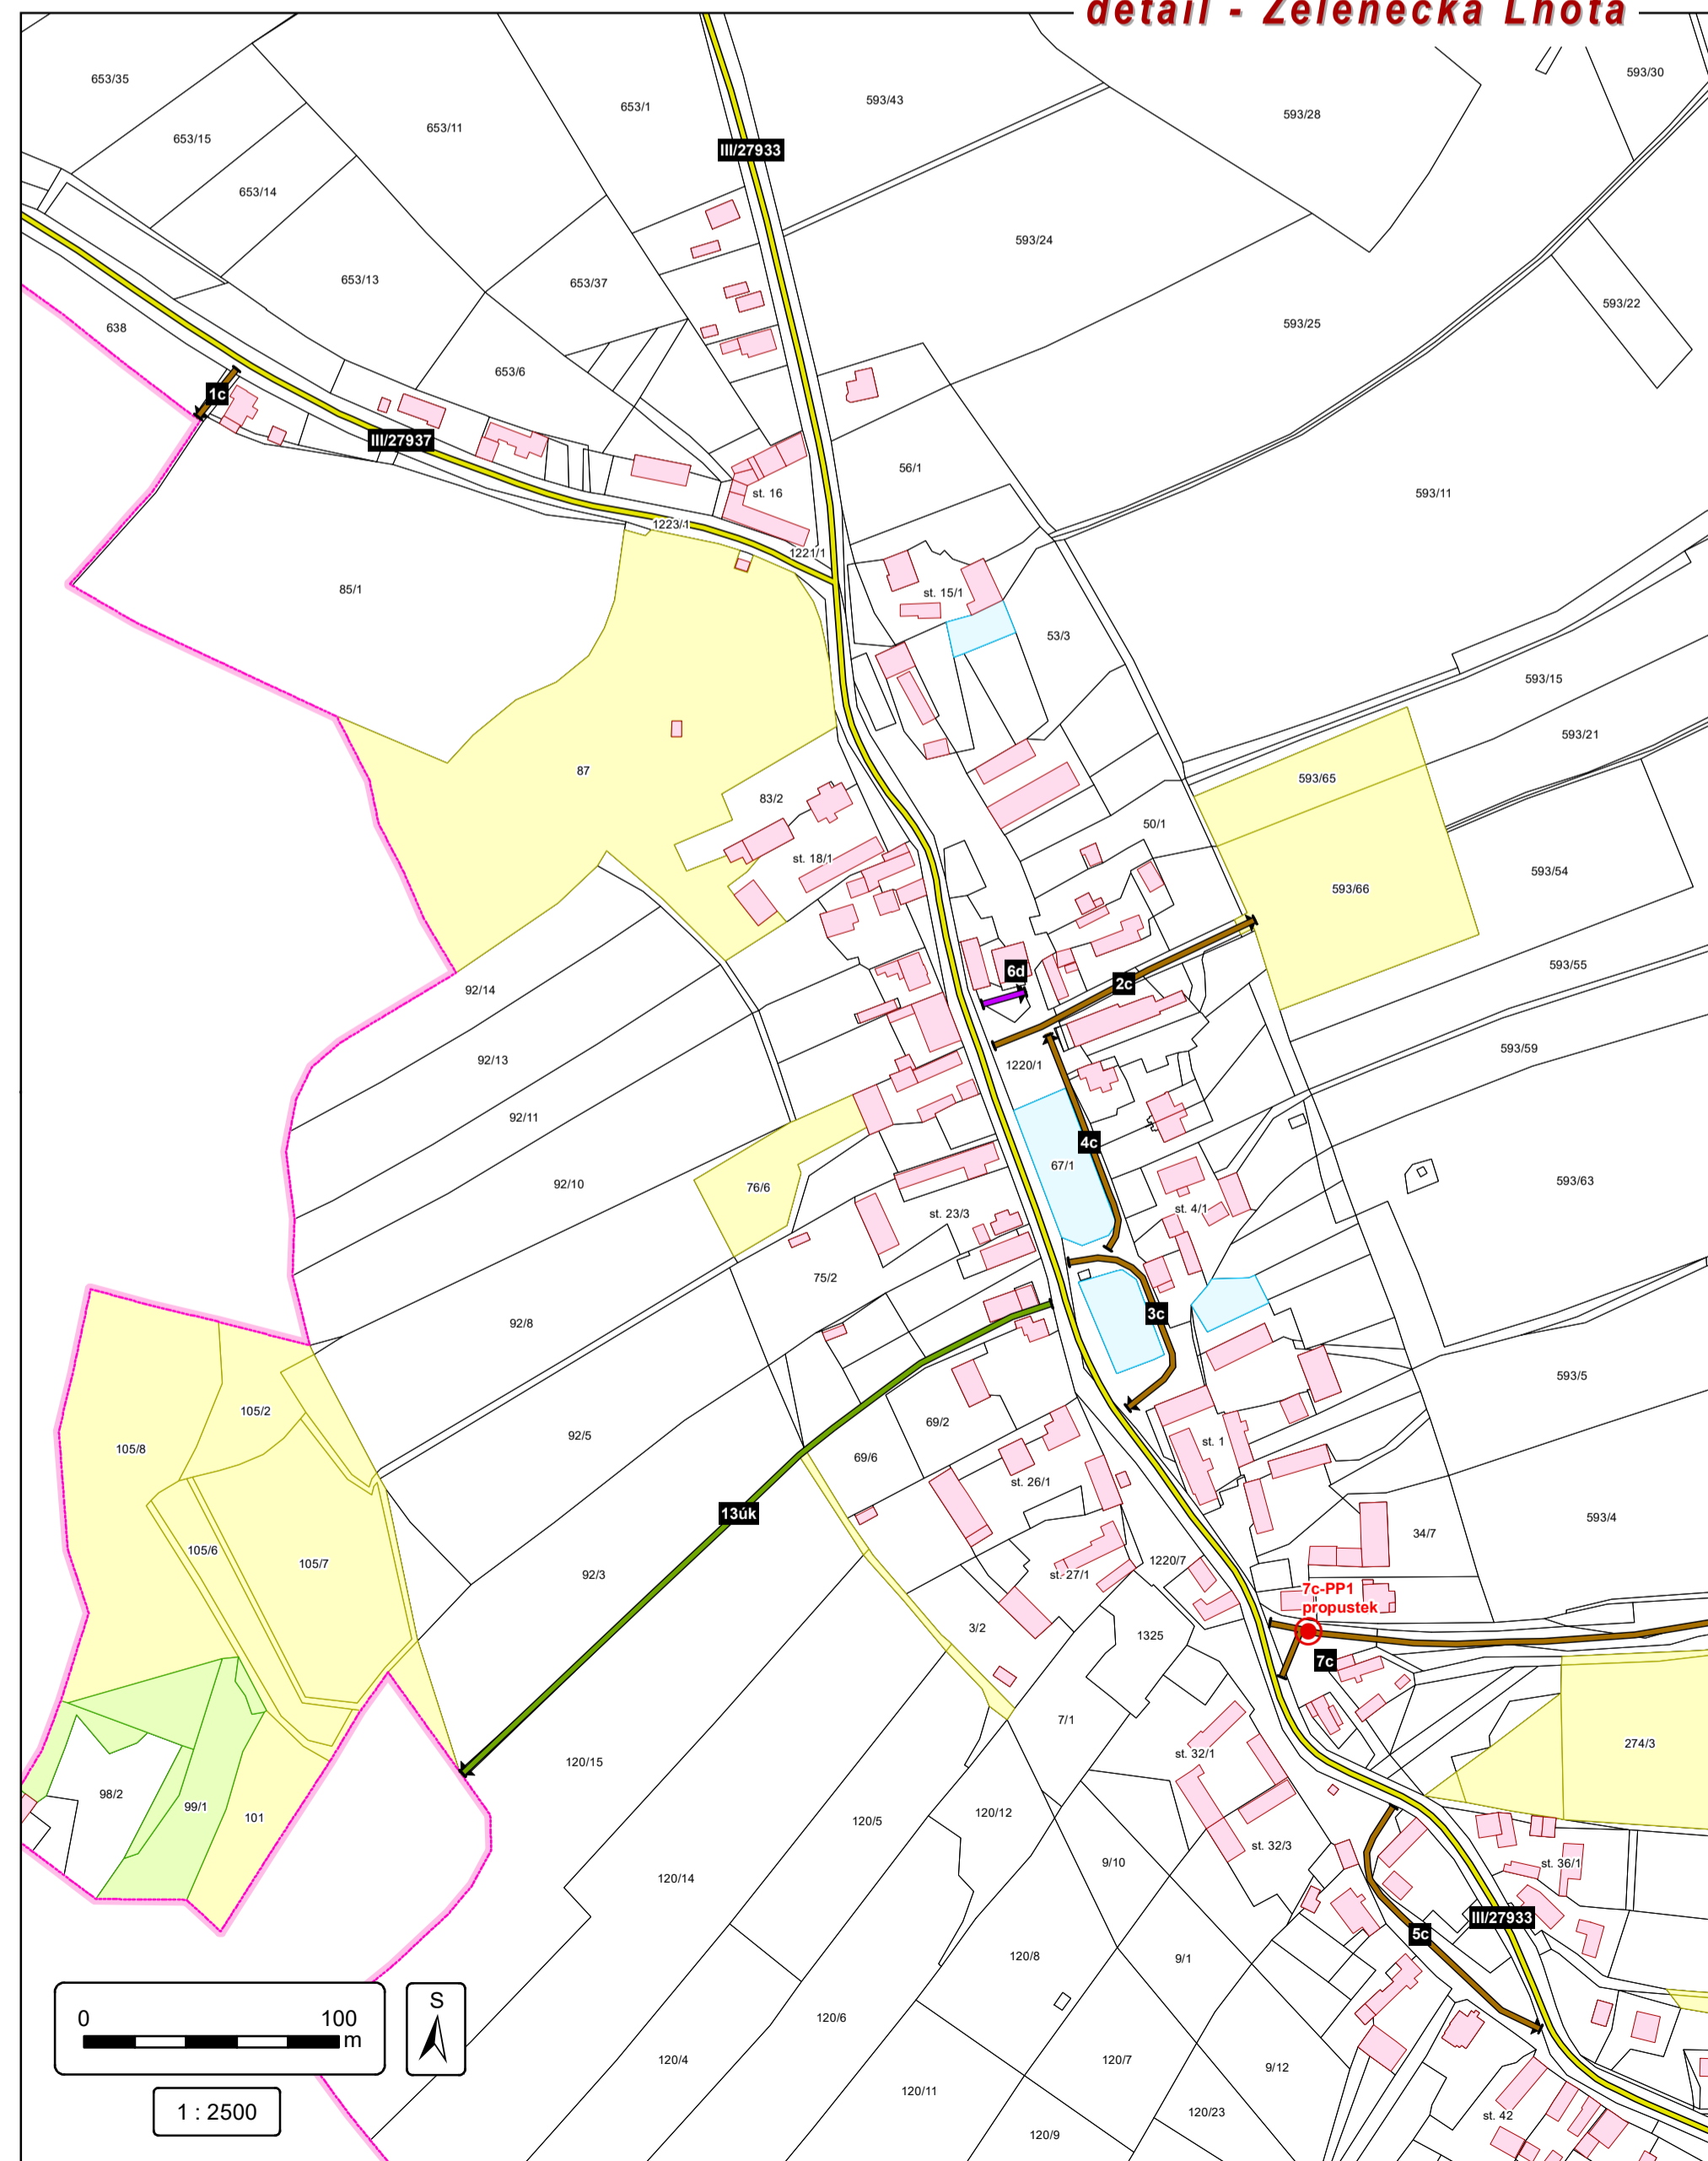 detail - Zelenecká Lhota
653/35
653/1
593/43
593/30
593/28
653/15
653/11
III/27933
653/14
593/24
653/13
653/37
593/22
638
593/25
653/6
1c
III/27937
56/1
st. 16
593/11
1223/1
1221/1
85/1
st. 15/1
53/3
593/15
593/21
87
593/65
83/2
50/1
st. 18/1
593/54
593/66
593/55
6d
2c
92/14
593/59
92/13
1220/1
92/11
4c
67/1
593/63
92/10
76/6
st. 4/1
st. 23/3
75/2
3c
92/8
593/5
105/2
69/2
92/5
105/8
st. 1
69/6
st. 26/1
13úk
593/4
34/7
105/6
105/7
1220/7
92/3
st. 27/1
7c-PP1
propustek
3/2
1325
7c
7/1
274/3
st. 32/1
120/15
98/2
99/1
101
120/5
120/12
st. 32/3
9/10
st. 36/1
120/14
III/27933
5c
120/8
9/1
0 100
m
S
120/6
120/4
120/7
9/12
120/11
1 : 2500
120/23
st. 42
120/9